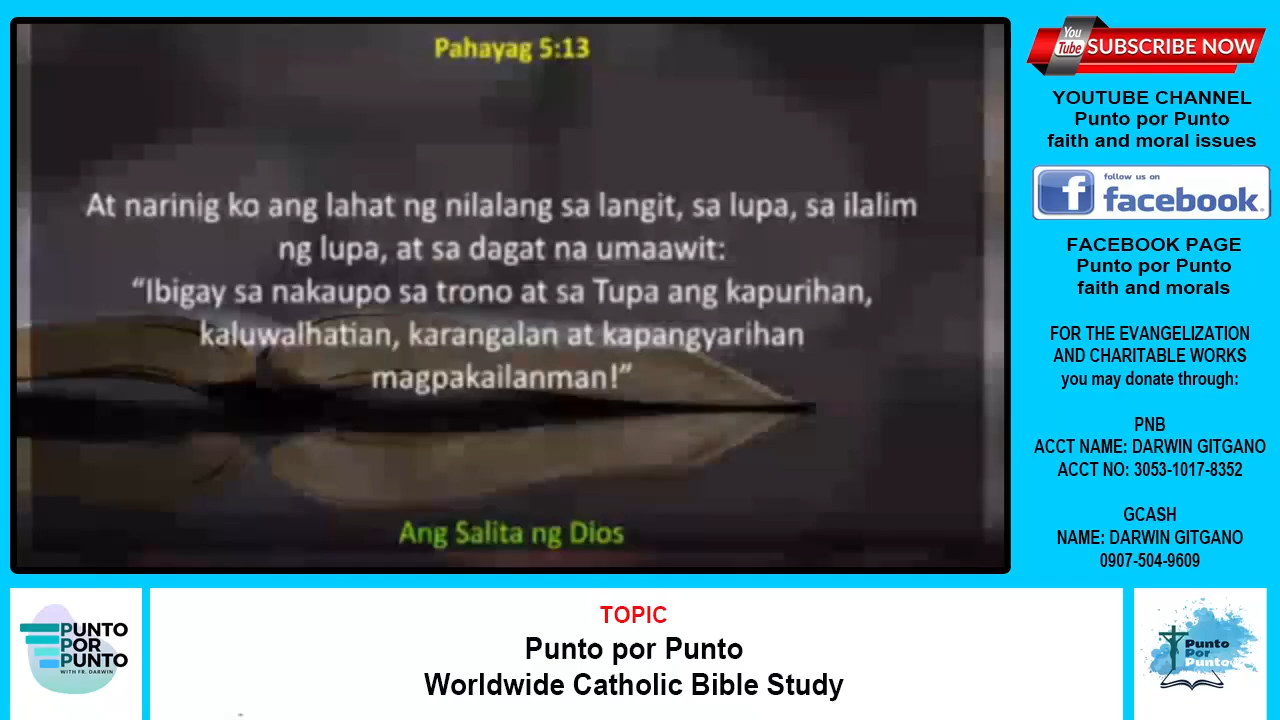 Pahayag 5:13
At narinig ko ang lahat ng nilalang sa langit, sa lupa, sa ilalim
ng lupa, at sa dagat na umaawit:
“Ibigay sa nakaupo sa trono at sa Tupa ang kapurihan,
kaluwalhatian, karangalan at kapangyarihan
magpakailanman!”
Ang Salita ng Dios
You
Tube
SUBSCRIBE NOW
YOUTUBE CHANNEL
Punto por Punto
faith and moral issues
follow us on
facebook.
FACEBOOK PAGE
Punto por Punto
faith and morals
FOR THE EVANGELIZATION
AND CHARITABLE WORKS
you may donate through:
PNB
ACCT NAME: DARWIN GITGANO
ACCT NO: 3053-1017-8352
GCASH
NAME: DARWIN GITGANO
0907-504-9609
PUNTO
POR
PUNTO
WITH FR. DARWIN
TOPIC
Punto por Punto
Worldwide Catholic Bible Study
Punto
Por
Punto